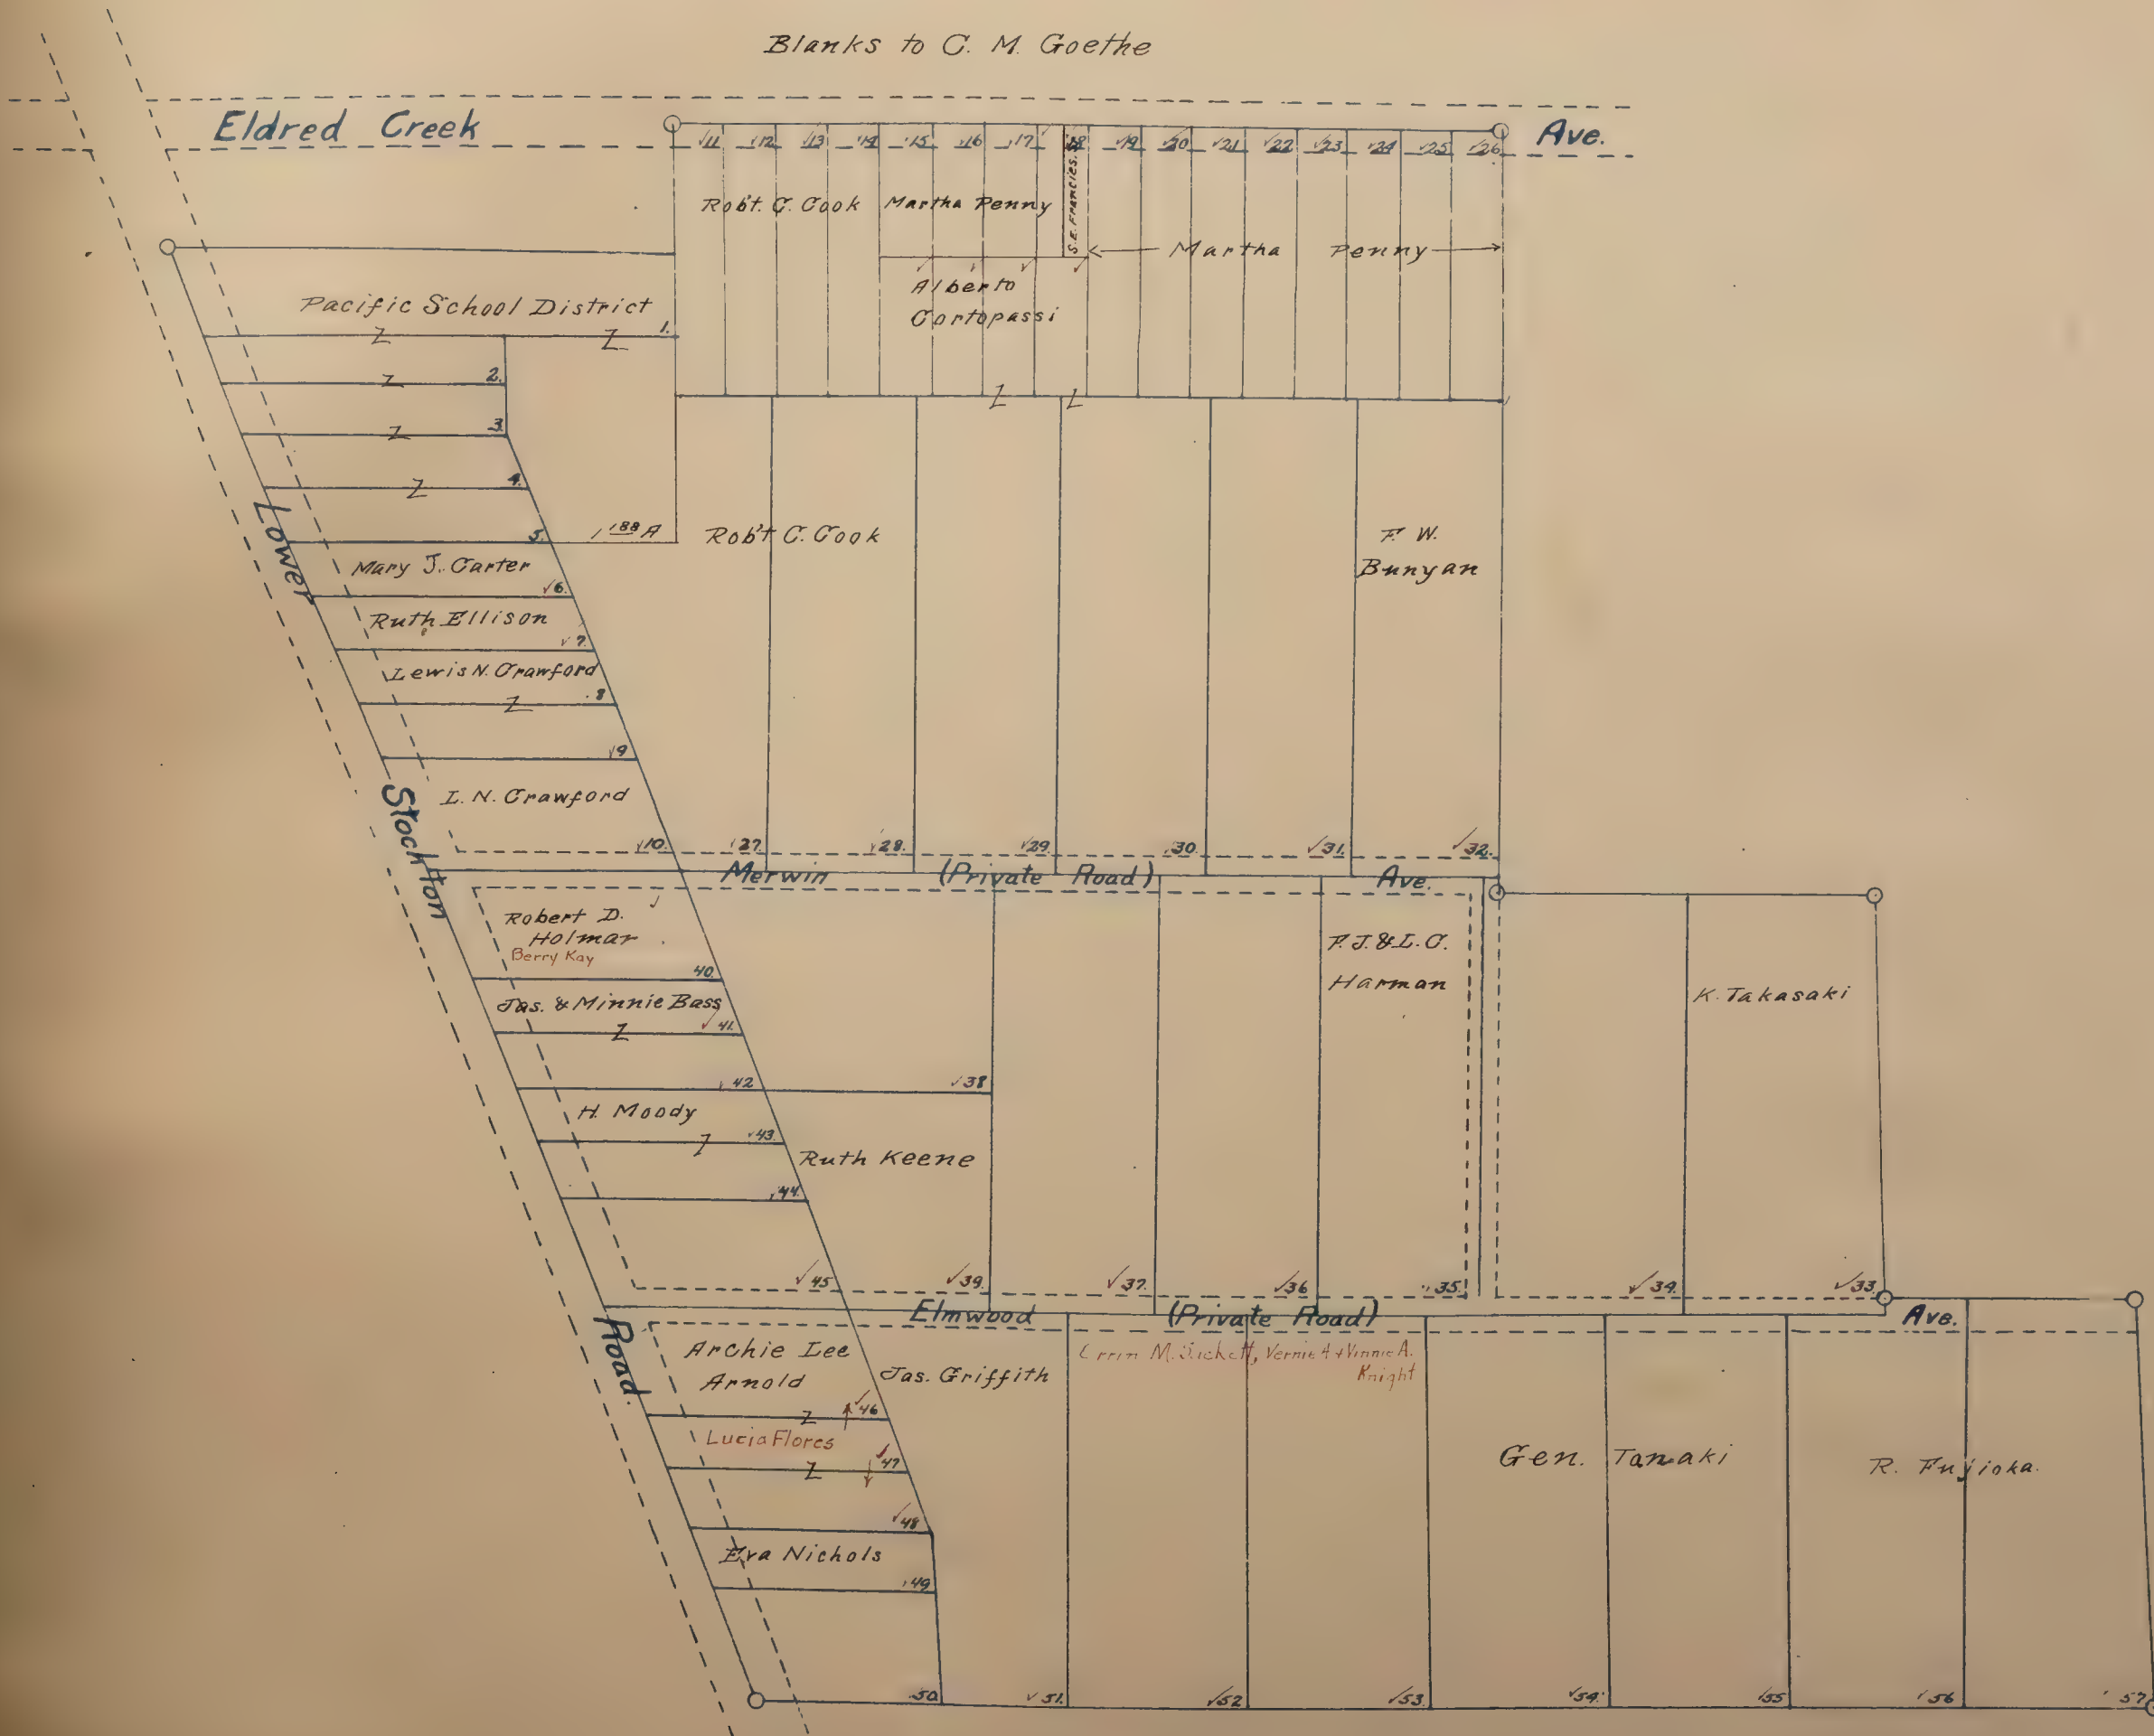 Blanks to C. M. Goethe
Eldred Creek Ave.
11 12 13 14 15 16 17 18 19 20 21 22 23 24 25 26
Rob't. C. Cook
Martha Penny
S.E. Francies.
Martha Penny
Alberto
Cortopassi
Pacific School District
1.
2.
3.
4.
5.
1 188 A
Rob't C. Cook
F. W.
Bunyan
Mary J. Carter
6.
Ruth Ellison
7.
Lewis N. Crawford
8
9
L. N. Crawford
10. 27. 28. 29. 30. 31. 32.
Lower Stockton Road.
Merwin (Private Road) Ave.
Robert D.
Holmar
Berry Kay
40.
Jas. & Minnie Bass
41.
42
38
H. Moody
43.
Ruth Keene
44.
F. J. & L. C.
Harman
K. Takasaki
45 39. 37. 36 35. 34. 33.
Elmwood (Private Road) Ave.
Archie Lee
Arnold
46
Jas. Griffith
M. Vernie A + Vinnie A.
Knight
Lucia Flores
47
48
Gen. Tanaki
R. Fujioka.
Eva Nichols
49
50 51. 52 53. 54. 55 56 57